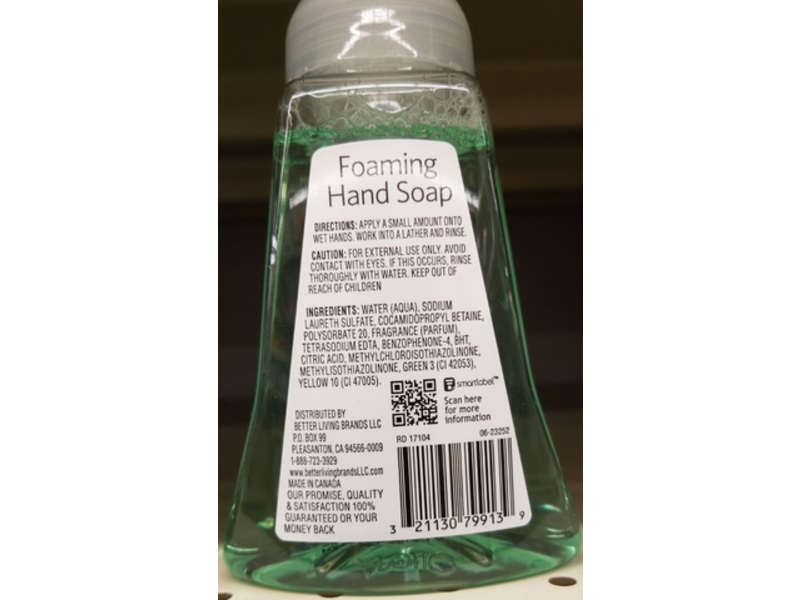 Foaming
Hand Soap
DIRECTIONS: APPLY A SMALL AMOUNT ONTO
WET HANDS. WORK INTO A LATHER AND RINSE.
CAUTION: FOR EXTERNAL USE ONLY. AVOID
CONTACT WITH EYES. IF THIS OCCURS, RINSE
THOROUGHLY WITH WATER. KEEP OUT OF
REACH OF CHILDREN
INGREDIENTS: WATER (AQUA), SODIUM
LAURETH SULFATE, COCAMIDOPROPYL BETAINE,
POLYSORBATE 20, FRAGRANCE (PARFUM),
TETRASODIUM EDTA, BENZOPHENONE-4, BHT,
CITRIC ACID, METHYLCHLOROISOTHIAZOLINONE,
METHYLISOTHIAZOLINONE, GREEN 3 (CI 42053),
YELLOW 10 (CI 47005).
smartlabel™
Scan here
for more
information
DISTRIBUTED BY
BETTER LIVING BRANDS LLC
P.O. BOX 99
PLEASANTON, CA 94566-0009
1-888-723-3929
www.betterlivingbrandsLLC.com
MADE IN CANADA
OUR PROMISE, QUALITY
& SATISFACTION 100%
GUARANTEED OR YOUR
MONEY BACK
RD 17104 06-23252
3 21130 79913 9